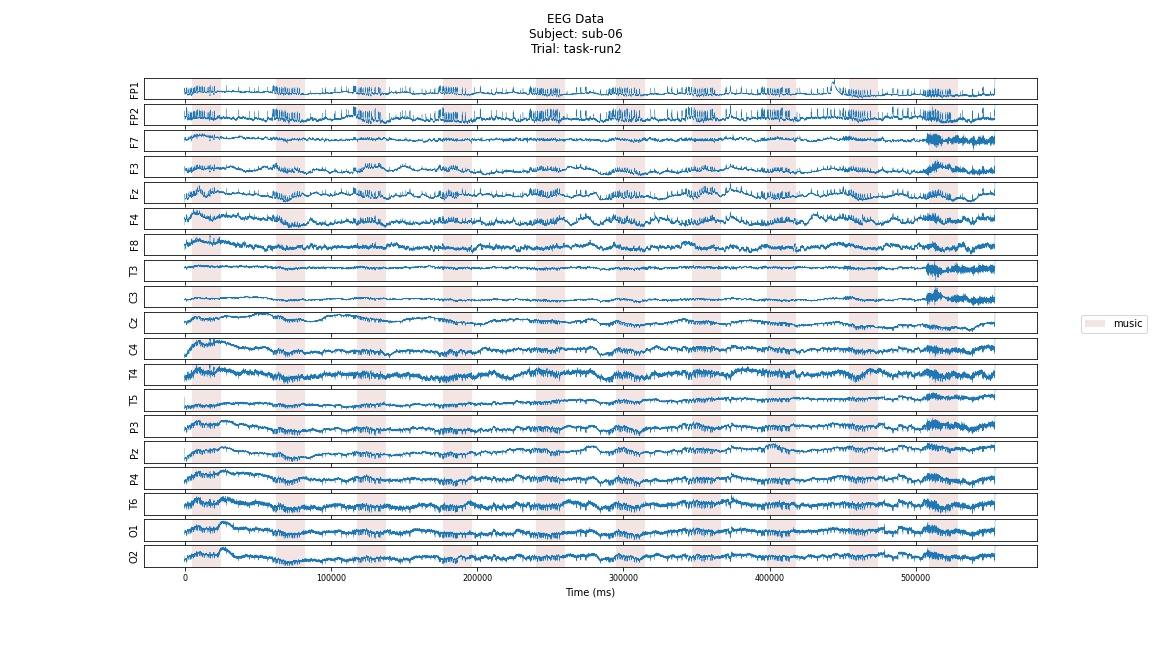 EEG Data
Subject: sub-06
Trial: task-run2
FP1
FP2
F7
F3
Fz
F4
F8
T3
C3
Cz
C4
T4
T5
P3
Pz
P4
T6
O1
O2
music
0 100000 200000 300000 400000 500000
Time (ms)